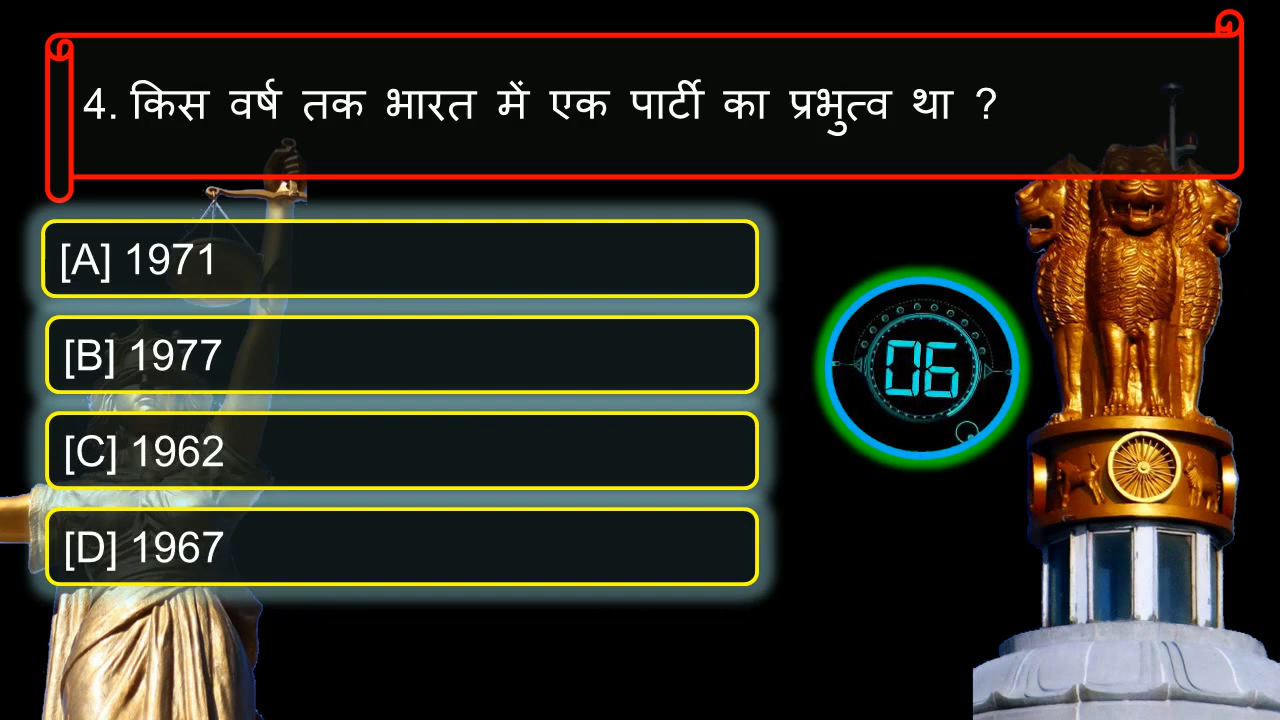 4. किस वर्ष तक भारत में एक पार्टी का प्रभुत्व था ?
[A] 1971
[B] 1977
06
[C] 1962
[D] 1967